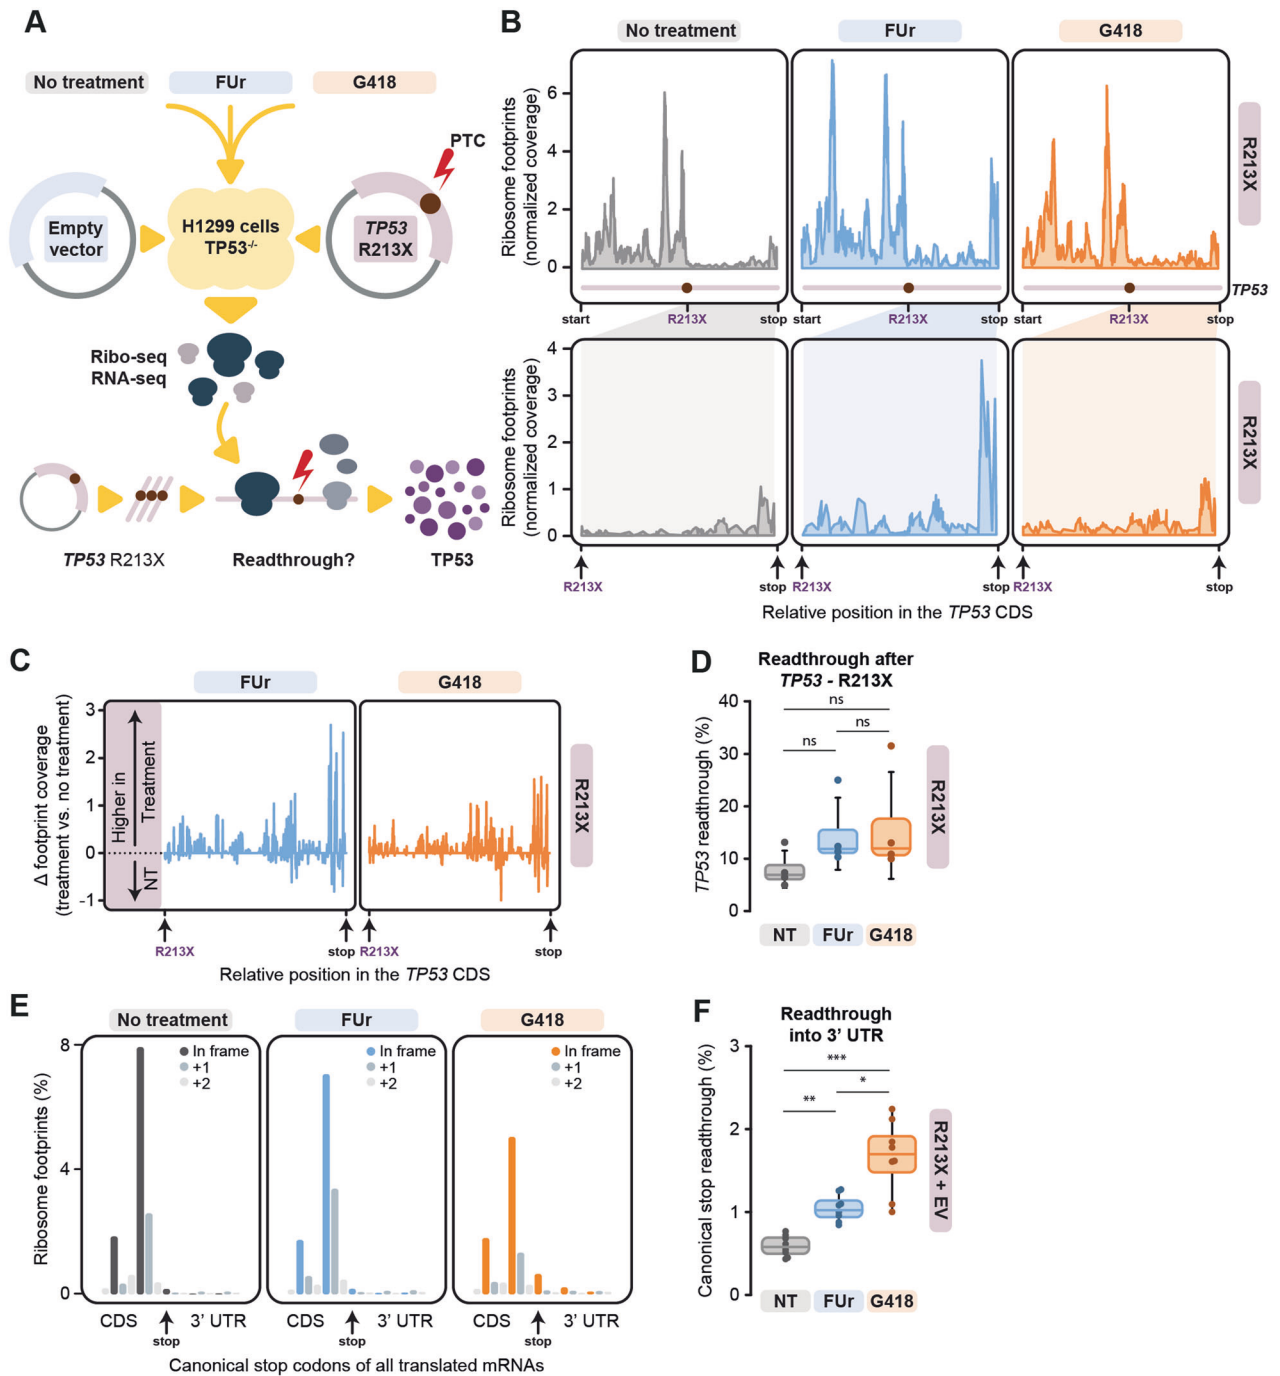 A
No treatment
FUr
G418
PTC
Empty
vector
H1299 cells
TP53-/-
TP53
R213X
Ribo-seq
RNA-seq
TP53 R213X
Readthrough?
TP53
B
No treatment
FUr
G418
Ribosome footprints
(normalized coverage)
6
4
2
0
R213X
TP53
start
R213X
stop
start
R213X
stop
start
R213X
stop
Ribosome footprints
(normalized coverage)
4
3
2
1
0
R213X
R213X
stop
R213X
stop
R213X
stop
Relative position in the TP53 CDS
C
FUr
G418
Δ footprint coverage
(treatment vs. no treatment)
3
2
1
0
-1
Higher in
Treatment
NT
R213X
R213X
stop
R213X
stop
Relative position in the TP53 CDS
D
Readthrough after
TP53 - R213X
TP53 readthrough (%)
40
30
20
10
0
ns
ns
ns
R213X
NT
FUr
G418
E
No treatment
FUr
G418
Ribosome footprints (%)
8
4
0
In frame
+1
+2
In frame
+1
+2
In frame
+1
+2
CDS
stop
3' UTR
CDS
stop
3' UTR
CDS
stop
3' UTR
Canonical stop codons of all translated mRNAs
F
Readthrough
into 3' UTR
Canonical stop readthrough (%)
3
2
1
0
***
*
**
R213X + EV
NT
FUr
G418